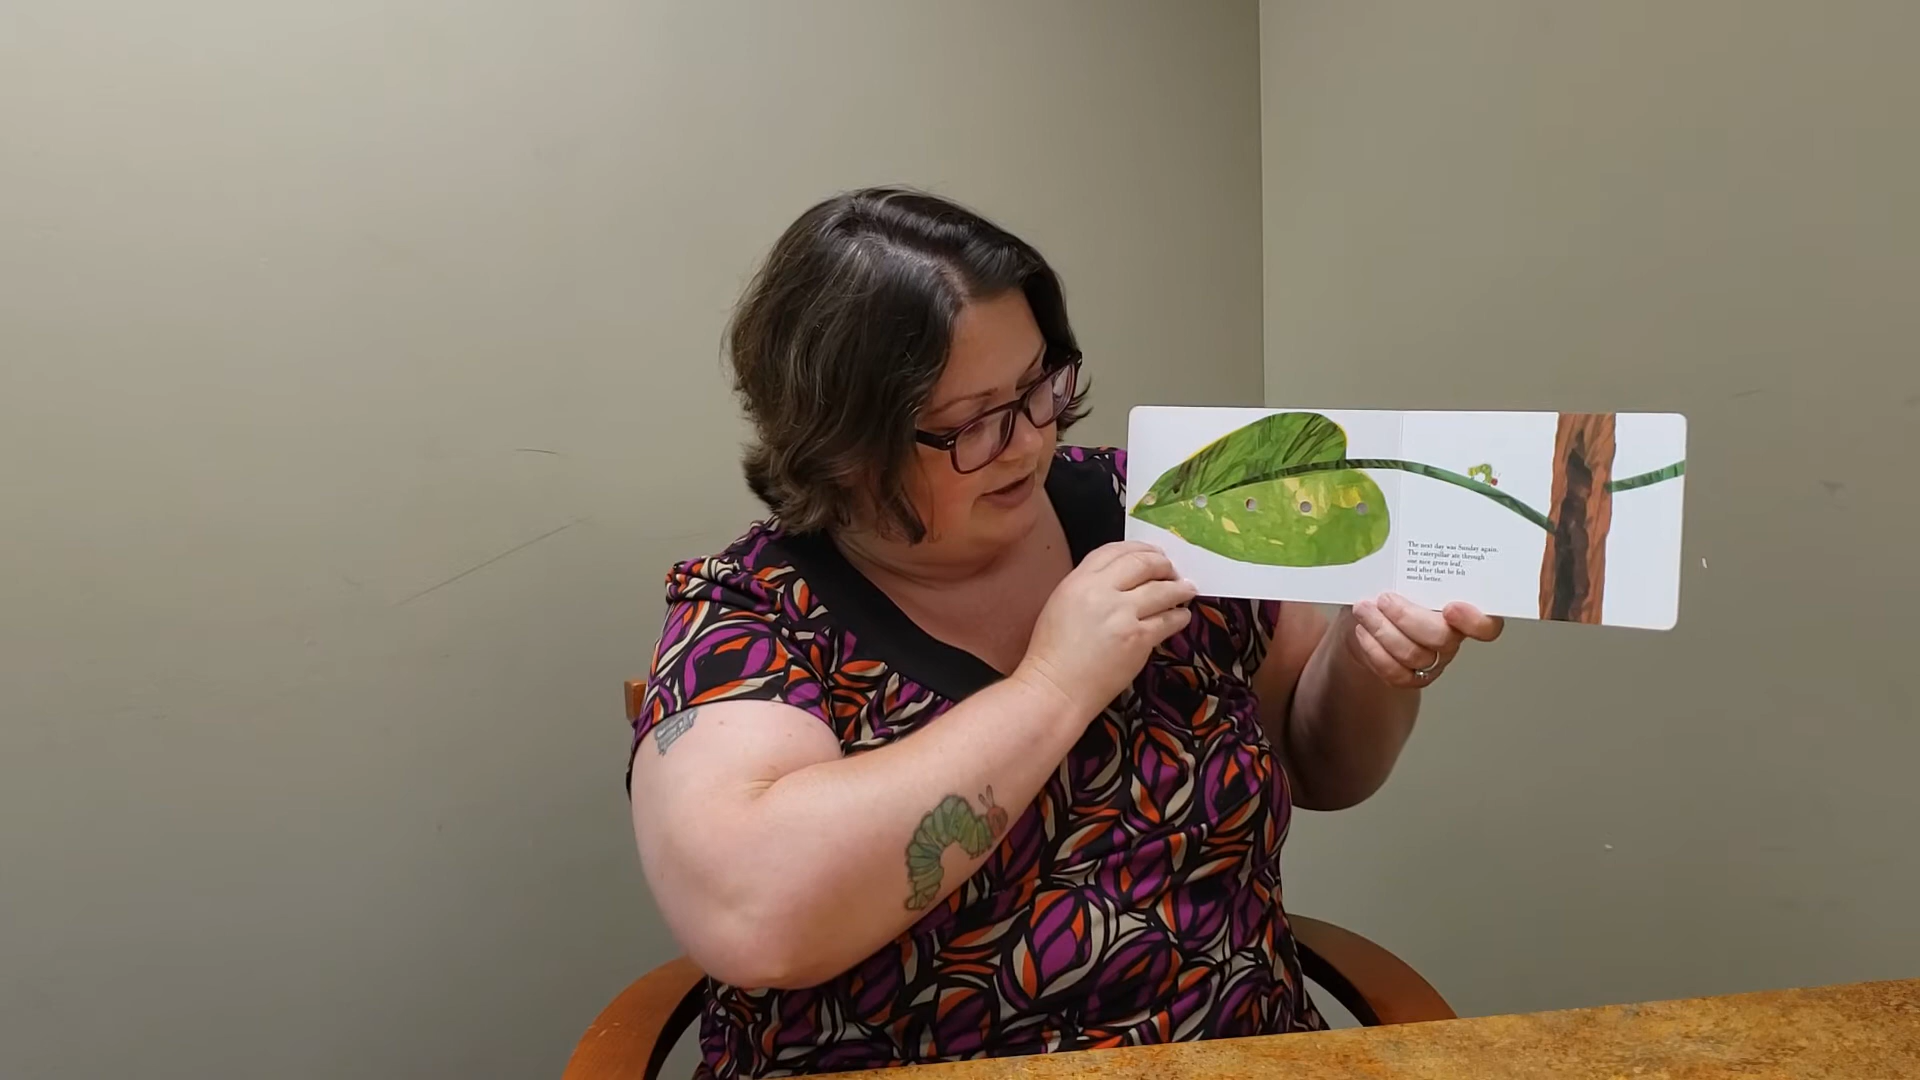 The next day was Sunday again.
The caterpillar ate through
one nice green leaf,
and after that he felt
much better.